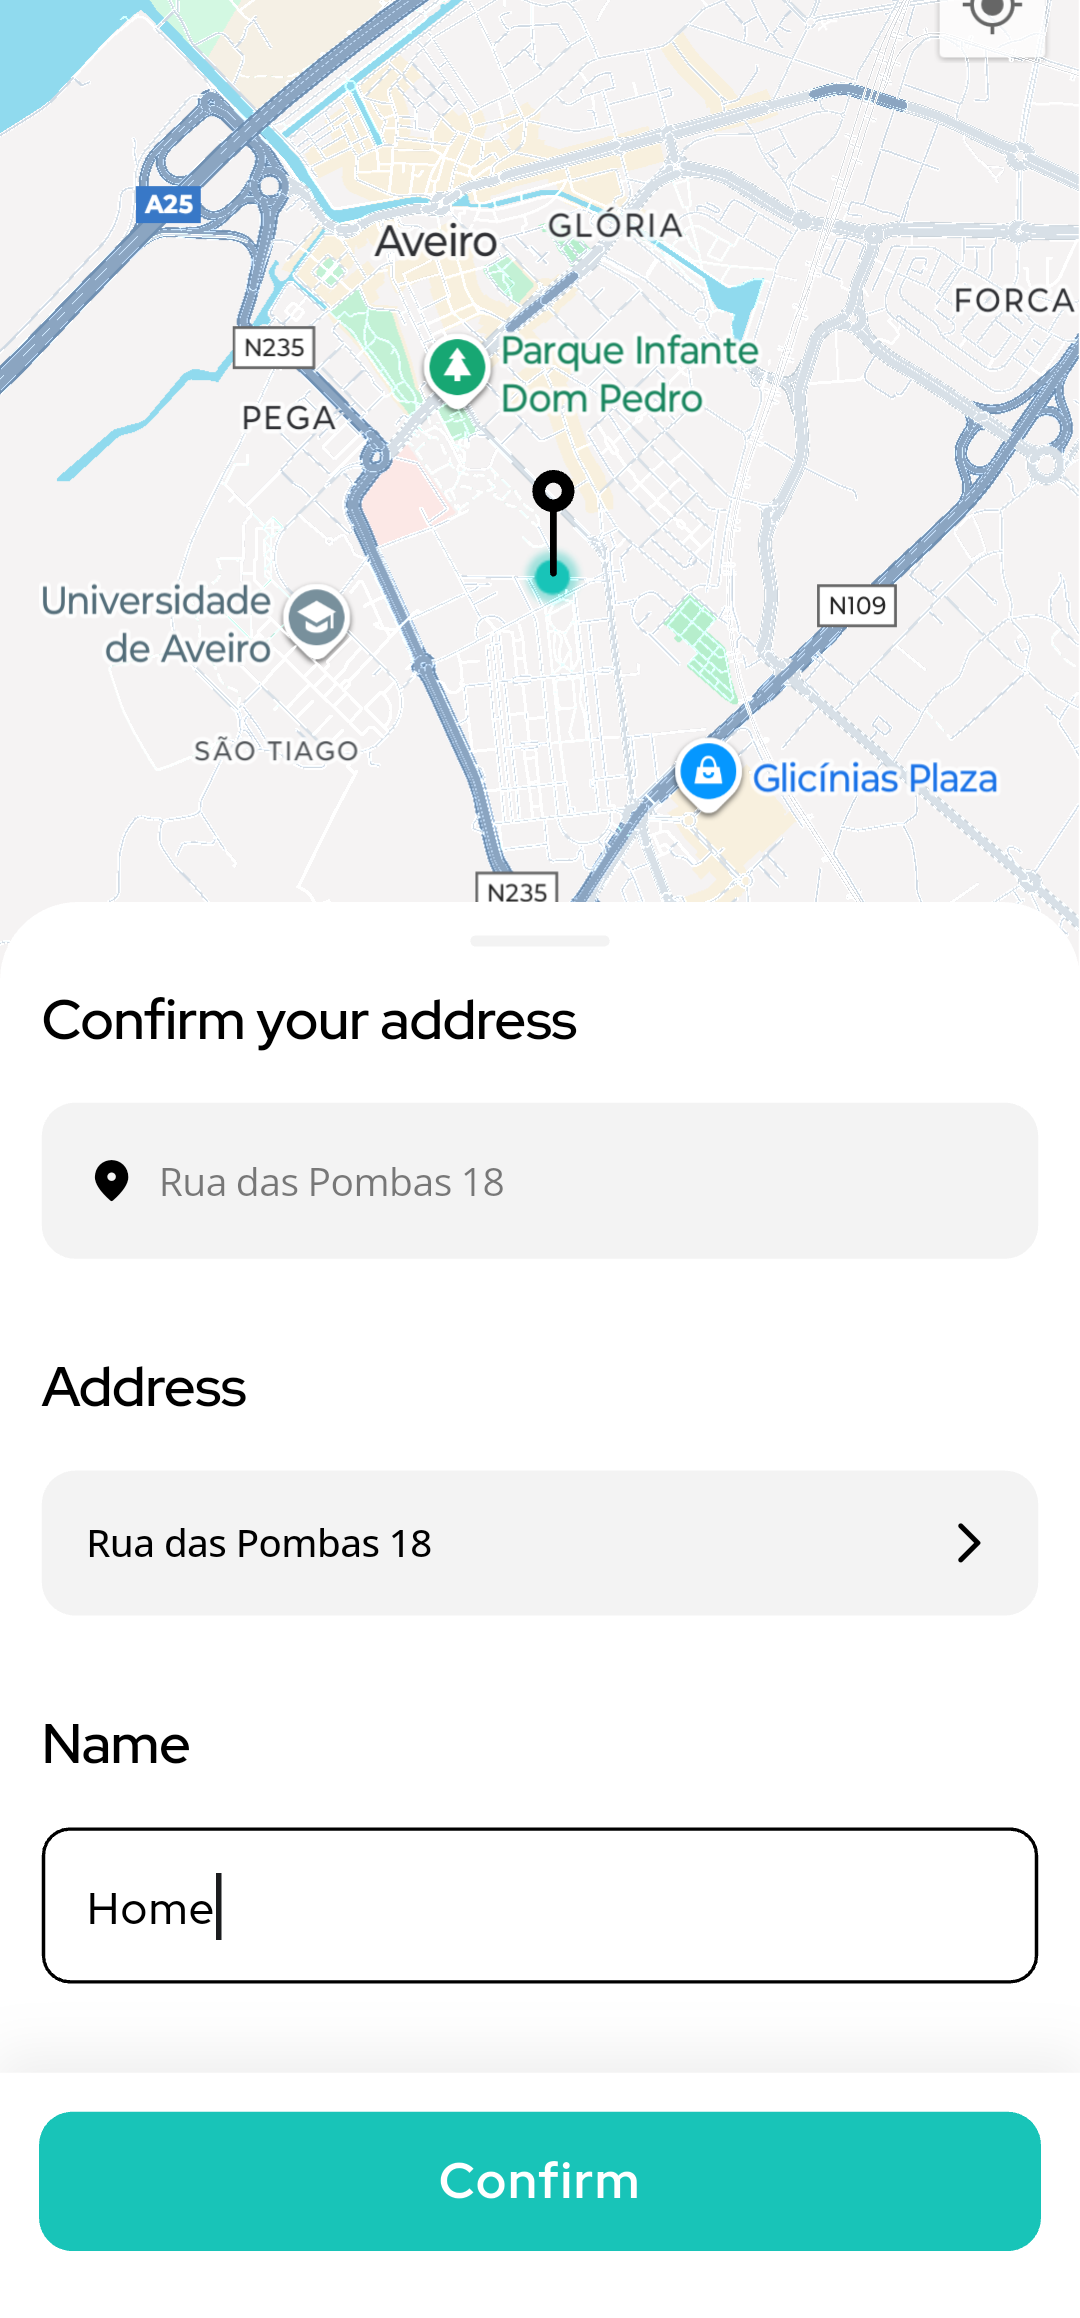 A25
Aveiro
GLÓRIA
FORCA
N235
Parque Infante
Dom Pedro
PEGA
Universidade
de Aveiro
N109
SÃO TIAGO
Glicínias Plaza
N235
Confirm your address
Rua das Pombas 18
Address
Rua das Pombas 18
Name
Home
Confirm